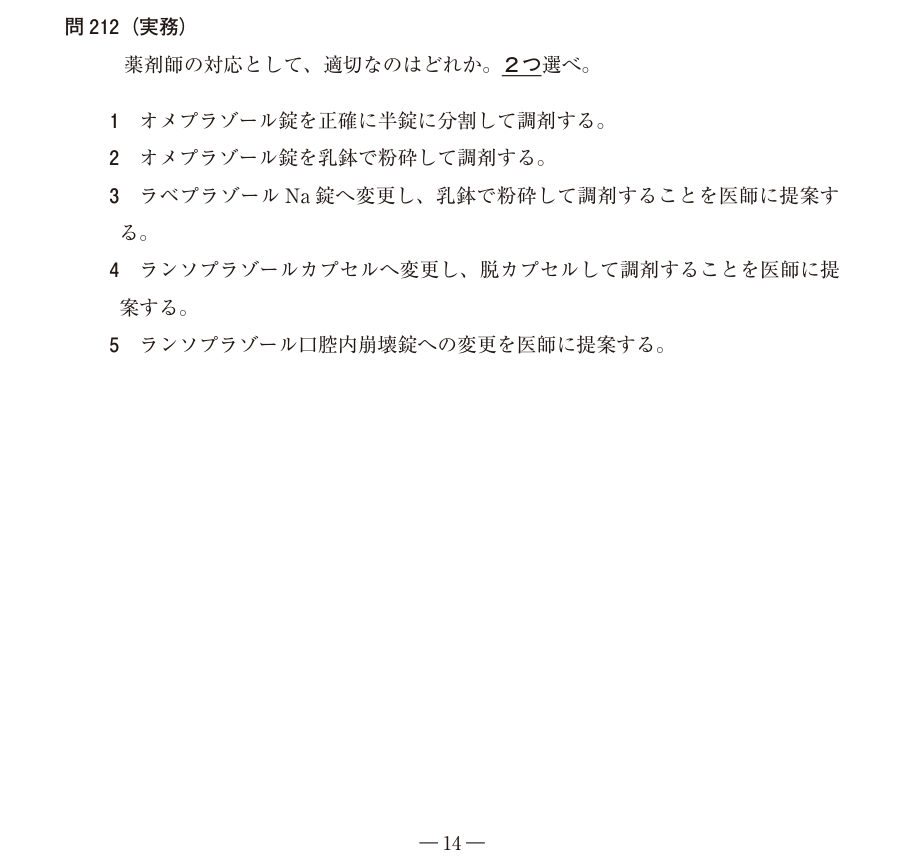 問 212（実務）
薬剤師の対応として、適切なのはどれか。２つ選べ。
1　オメプラゾール錠を正確に半錠に分割して調剤する。
2　オメプラゾール錠を乳鉢で粉砕して調剤する。
3　ラベプラゾール Na 錠へ変更し、乳鉢で粉砕して調剤することを医師に提案す
る。
4　ランソプラゾールカプセルへ変更し、脱カプセルして調剤することを医師に提
案する。
5　ランソプラゾール口腔内崩壊錠への変更を医師に提案する。
― 14 ―